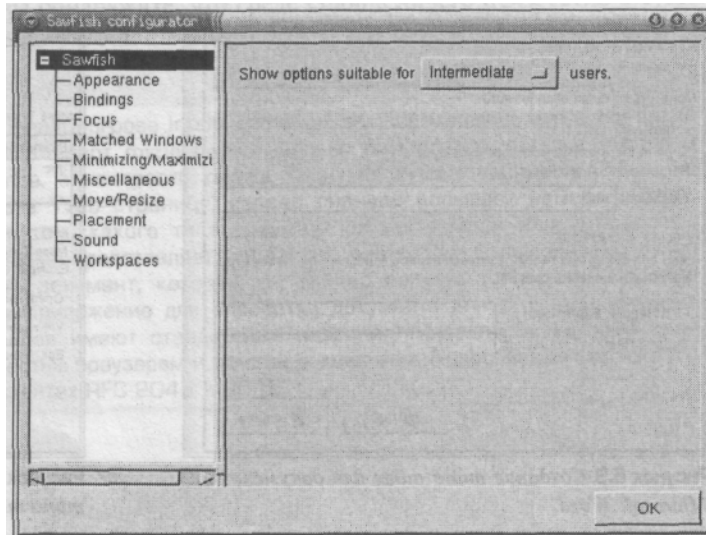 Sawfish configurator
Sawfish
Appearance
Bindings
Focus
Matched Windows
Minimizing/Maximizi
Miscellaneous
Move/Resize
Placement
Sound
Workspaces
Show options suitable for Intermediate users.
OK